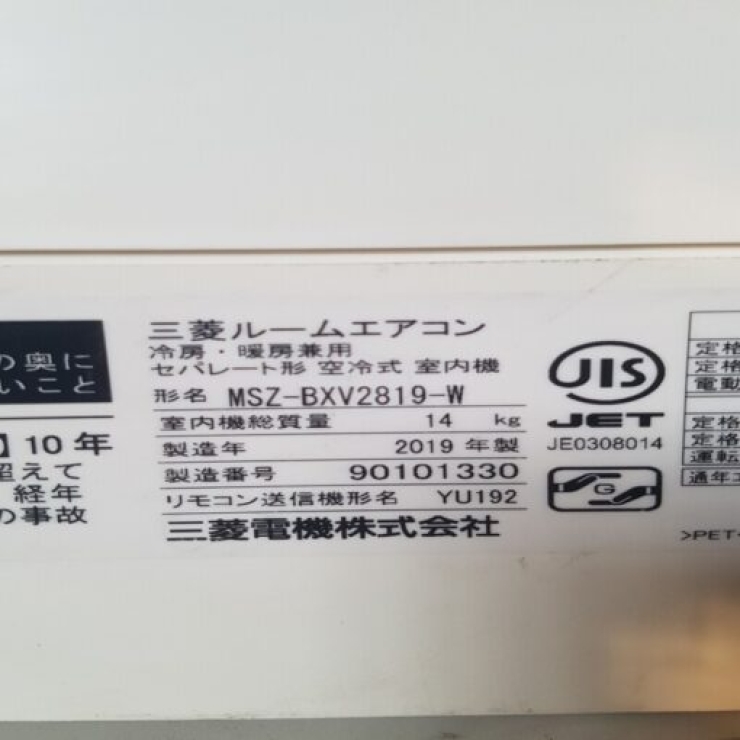 の奥に
いこと
】10年
超えて
経年
の事故
三菱ルームエアコン
冷房・暖房兼用
セパレート形 空冷式 室内機
形名 MSZ-BXV2819-W
室内機総質量 14 kg
製造年 2019 年製
製造番号 90101330
リモコン送信機形名 YU192
三菱電機株式会社
JIS
JET
JE0308014
G
定格
定格
電動
定格
定格
運転
通年エ
>PET